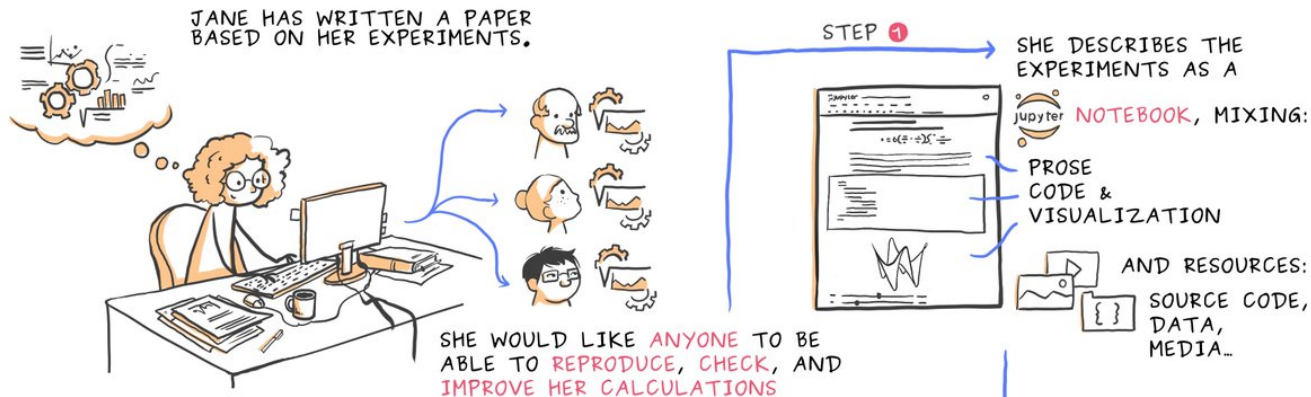 JANE HAS WRITTEN A PAPER
BASED ON HER EXPERIMENTS.
SHE WOULD LIKE ANYONE TO BE
ABLE TO REPRODUCE, CHECK, AND
IMPROVE HER CALCULATIONS
STEP 1
SHE DESCRIBES THE
EXPERIMENTS AS A
jupyter NOTEBOOK, MIXING:
Jupyter
PROSE
CODE &
VISUALIZATION
AND RESOURCES:
SOURCE CODE,
DATA,
MEDIA…
{ }